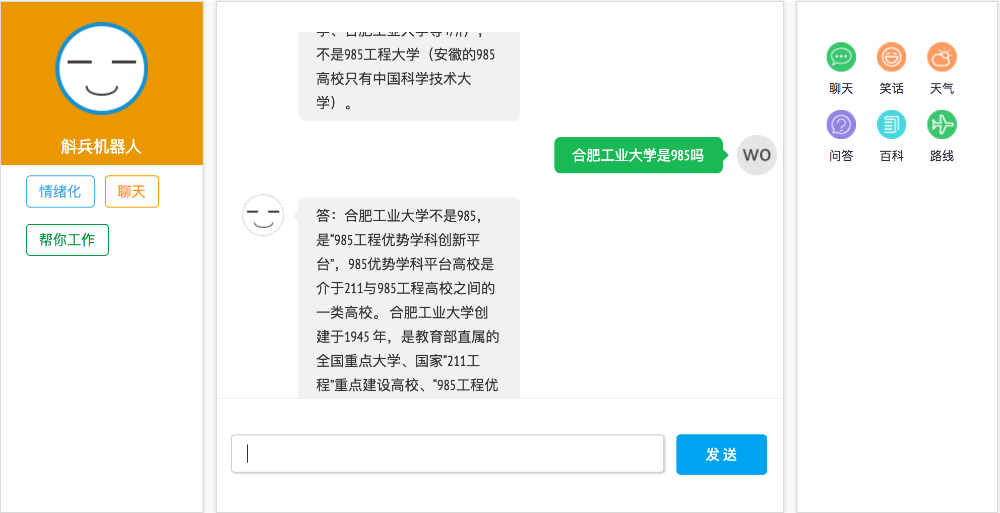 斛兵机器人
情绪化
聊天
帮你工作
不是985工程大学（安徽的985
高校只有中国科学技术大
学）。
合肥工业大学是985吗
WO
答：合肥工业大学不是985，
是“985工程优势学科创新平
台”，985优势学科平台高校是
介于211与985工程高校之间的
一类高校。 合肥工业大学创
建于1945 年，是教育部直属的
全国重点大学、国家“211工
程”重点建设高校、“985工程优
发 送
聊天
笑话
天气
问答
百科
路线